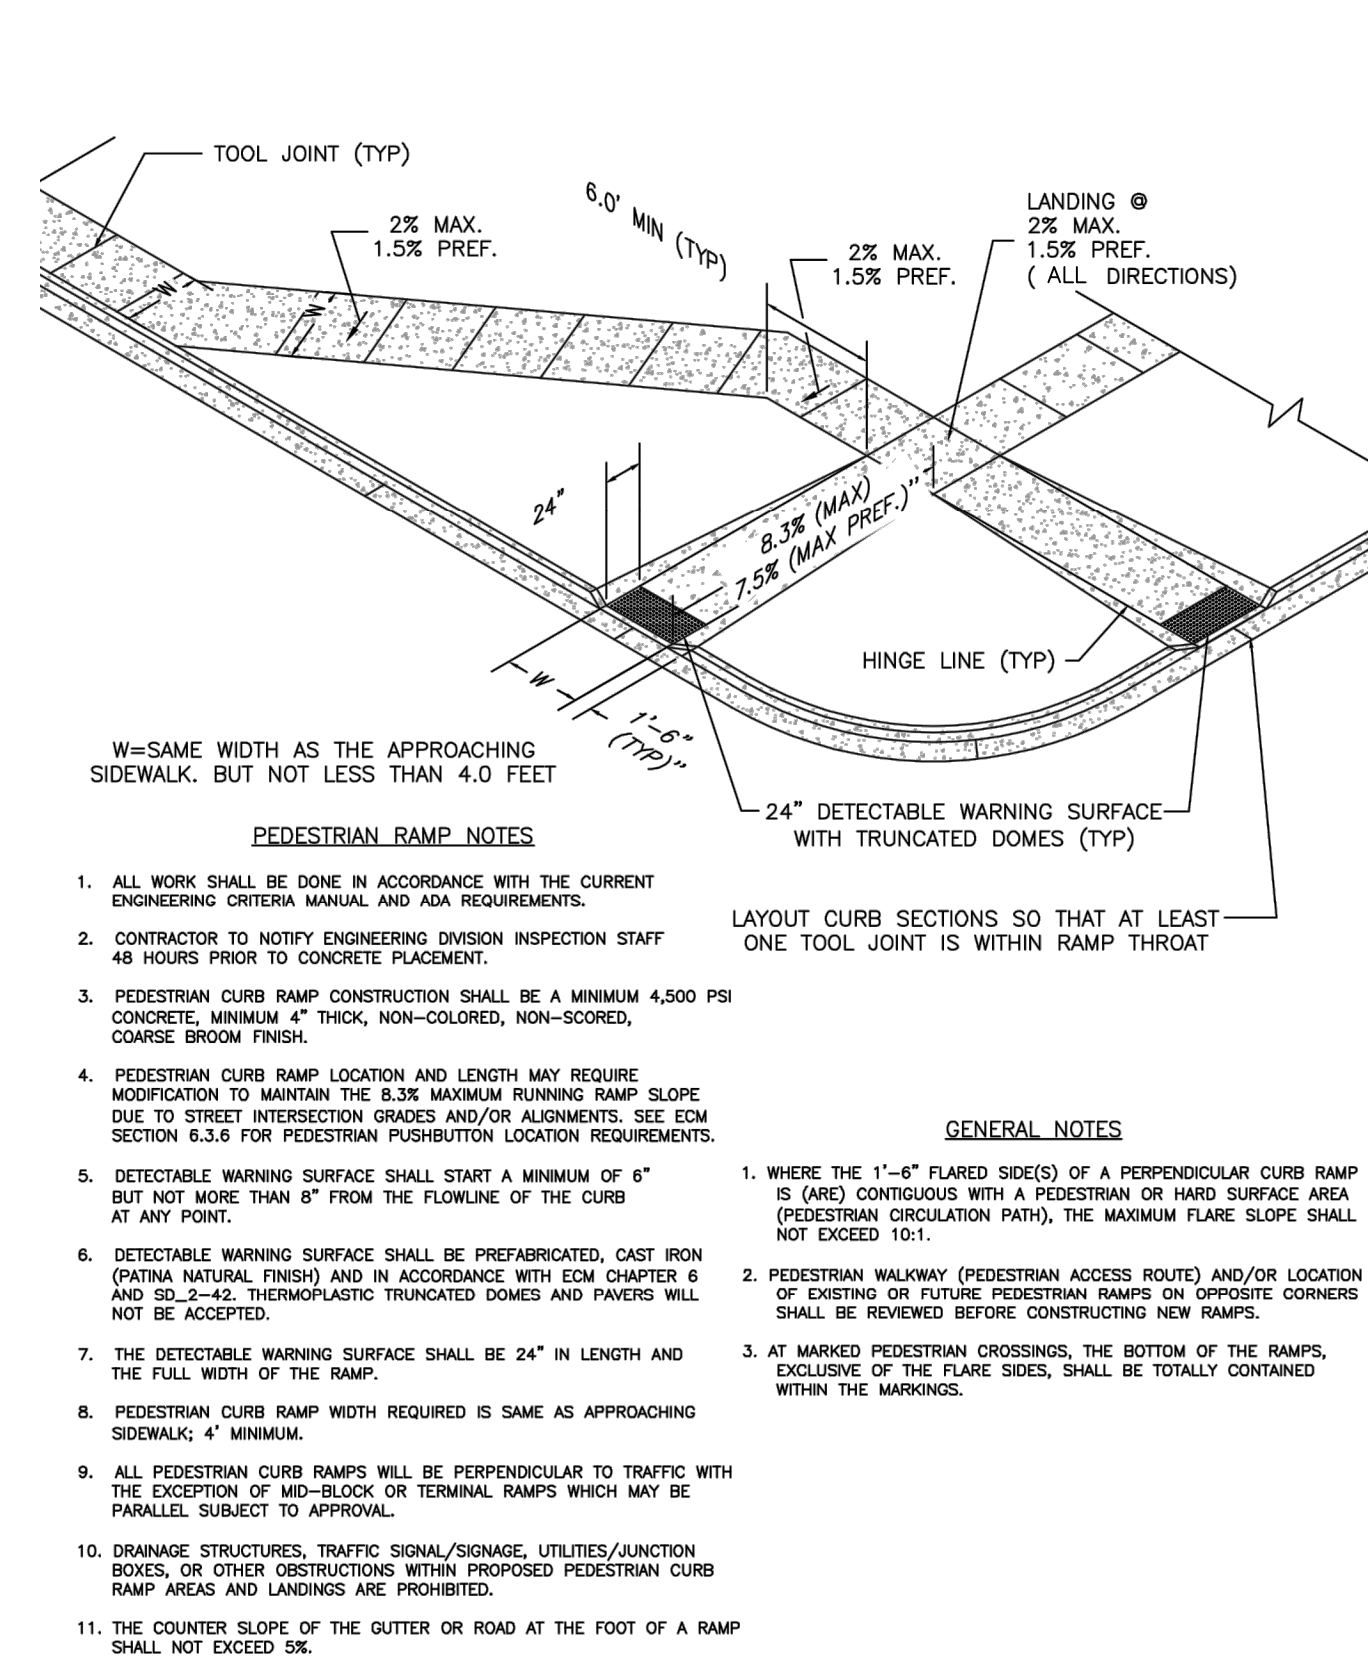 TOOL JOINT (TYP)
2% MAX.
1.5% PREF.
6.0' MIN (TYP)
2% MAX.
1.5% PREF.
LANDING @
2% MAX.
1.5% PREF.
( ALL DIRECTIONS)
W
W
24"
8.3% (MAX)
7.5% (MAX PREF.)"
HINGE LINE (TYP)
W
1'-6"
(TYP)"
W=SAME WIDTH AS THE APPROACHING
SIDEWALK. BUT NOT LESS THAN 4.0 FEET
24" DETECTABLE WARNING SURFACE
WITH TRUNCATED DOMES (TYP)
LAYOUT CURB SECTIONS SO THAT AT LEAST
ONE TOOL JOINT IS WITHIN RAMP THROAT
PEDESTRIAN RAMP NOTES
1. ALL WORK SHALL BE DONE IN ACCORDANCE WITH THE CURRENT
ENGINEERING CRITERIA MANUAL AND ADA REQUIREMENTS.
2. CONTRACTOR TO NOTIFY ENGINEERING DIVISION INSPECTION STAFF
48 HOURS PRIOR TO CONCRETE PLACEMENT.
3. PEDESTRIAN CURB RAMP CONSTRUCTION SHALL BE A MINIMUM 4,500 PSI
CONCRETE, MINIMUM 4" THICK, NON-COLORED, NON-SCORED,
COARSE BROOM FINISH.
4. PEDESTRIAN CURB RAMP LOCATION AND LENGTH MAY REQUIRE
MODIFICATION TO MAINTAIN THE 8.3% MAXIMUM RUNNING RAMP SLOPE
DUE TO STREET INTERSECTION GRADES AND/OR ALIGNMENTS. SEE ECM
SECTION 6.3.6 FOR PEDESTRIAN PUSHBUTTON LOCATION REQUIREMENTS.
5. DETECTABLE WARNING SURFACE SHALL START A MINIMUM OF 6"
BUT NOT MORE THAN 8" FROM THE FLOWLINE OF THE CURB
AT ANY POINT.
6. DETECTABLE WARNING SURFACE SHALL BE PREFABRICATED, CAST IRON
(PATINA NATURAL FINISH) AND IN ACCORDANCE WITH ECM CHAPTER 6
AND SD_2-42. THERMOPLASTIC TRUNCATED DOMES AND PAVERS WILL
NOT BE ACCEPTED.
7. THE DETECTABLE WARNING SURFACE SHALL BE 24" IN LENGTH AND
THE FULL WIDTH OF THE RAMP.
8. PEDESTRIAN CURB RAMP WIDTH REQUIRED IS SAME AS APPROACHING
SIDEWALK; 4' MINIMUM.
9. ALL PEDESTRIAN CURB RAMPS WILL BE PERPENDICULAR TO TRAFFIC WITH
THE EXCEPTION OF MID-BLOCK OR TERMINAL RAMPS WHICH MAY BE
PARALLEL SUBJECT TO APPROVAL.
10. DRAINAGE STRUCTURES, TRAFFIC SIGNAL/SIGNAGE, UTILITIES/JUNCTION
BOXES, OR OTHER OBSTRUCTIONS WITHIN PROPOSED PEDESTRIAN CURB
RAMP AREAS AND LANDINGS ARE PROHIBITED.
11. THE COUNTER SLOPE OF THE GUTTER OR ROAD AT THE FOOT OF A RAMP
SHALL NOT EXCEED 5%.
GENERAL NOTES
1. WHERE THE 1'-6" FLARED SIDE(S) OF A PERPENDICULAR CURB RAMP
IS (ARE) CONTIGUOUS WITH A PEDESTRIAN OR HARD SURFACE AREA
(PEDESTRIAN CIRCULATION PATH), THE MAXIMUM FLARE SLOPE SHALL
NOT EXCEED 10:1.
2. PEDESTRIAN WALKWAY (PEDESTRIAN ACCESS ROUTE) AND/OR LOCATION
OF EXISTING OR FUTURE PEDESTRIAN RAMPS ON OPPOSITE CORNERS
SHALL BE REVIEWED BEFORE CONSTRUCTING NEW RAMPS.
3. AT MARKED PEDESTRIAN CROSSINGS, THE BOTTOM OF THE RAMPS,
EXCLUSIVE OF THE FLARE SIDES, SHALL BE TOTALLY CONTAINED
WITHIN THE MARKINGS.